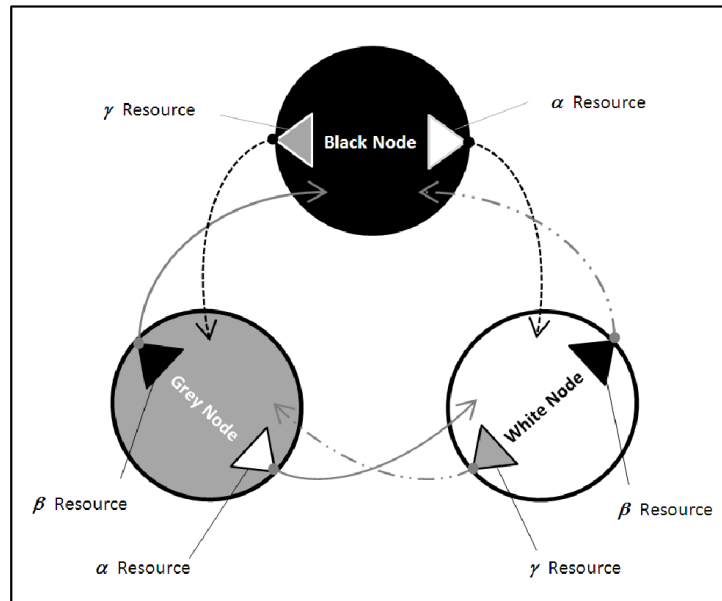 γ Resource
α Resource
Black Node
Grey Node
White Node
β Resource
β Resource
α Resource
γ Resource